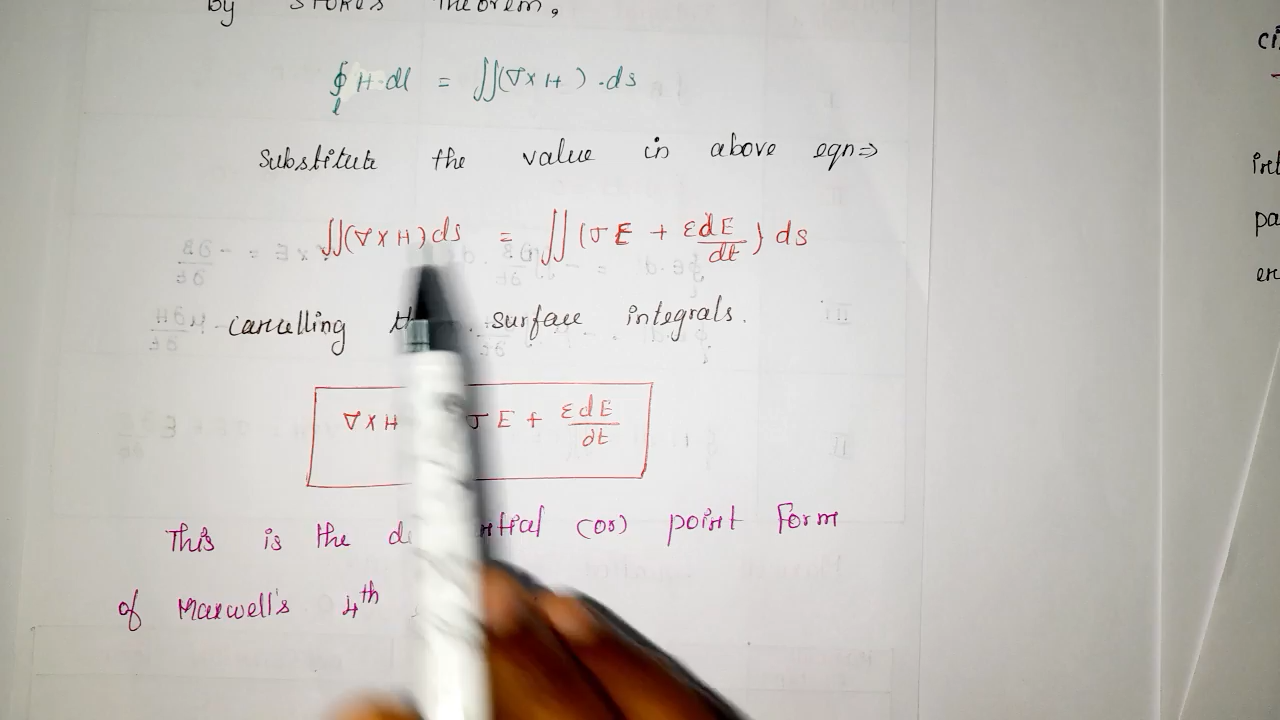 By STOKES Theorem,
∮ₗ H·dl = ∬(∇×H).ds
Substitute the value in above eqn⇒
∬(∇×H)ds = ∬(σE + εdE/dt) ds
cancelling surface integrals.
∇×H σE + εdE/dt
This is the (or) point form
of Maxwell's 4th